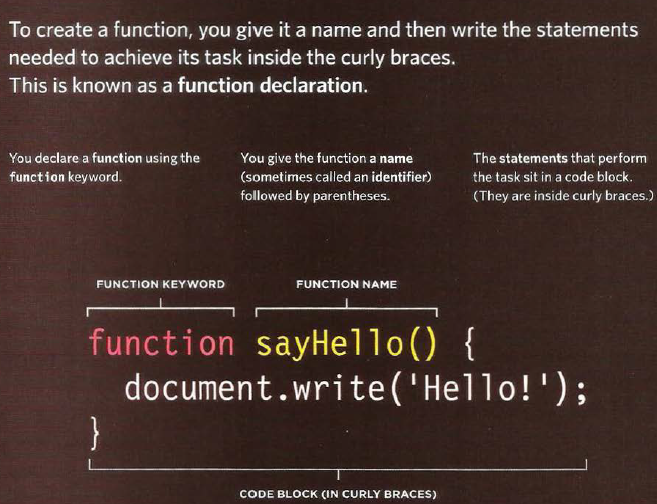 To create a function, you give it a name and then write the statements
needed to achieve its task inside the curly braces.
This is known as a function declaration.
You declare a function using the
function keyword.
You give the function a name
(sometimes called an identifier)
followed by parentheses.
The statements that perform
the task sit in a code block.
(They are inside curly braces.)
FUNCTION KEYWORD
FUNCTION NAME
function sayHello() {
document.write('Hello!');
}
CODE BLOCK (IN CURLY BRACES)